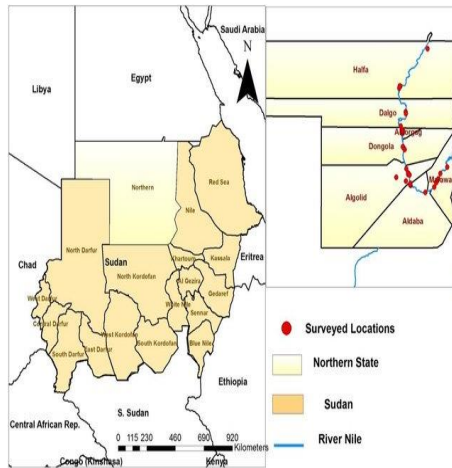 Saudi Arabia
N
Egypt
Libya
Northern
Red Sea
Nile
North Darfur
Sudan
Chad
Khartoum
Kassala
Eritrea
North Kordofan
Al Gezira
West Darfur
White Nile
Gedaref
Central Darfur
Sennar
West Kordofan
South Darfur
East Darfur
South Kordofan
Blue Nile
Ethiopia
Central African Rep.
S. Sudan
0 115 230 460 690 920
Kilometers
Congo (Kinshasa)
Kenya
Halfa
Dalgo
Dongola
Algolid
Aldaba
Surveyed Locations
Northern State
Sudan
River Nile